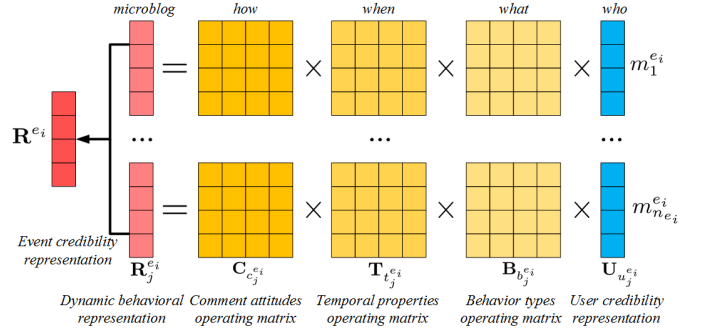 microblog how when what who
= × × × m_1^{e_i}
R^{e_i} ... ... ...
= × × × m_{n_{e_i}}^{e_i}
Event credibility
representation
R_j^{e_i} C_{c_j^{e_i}} T_{t_j^{e_i}} B_{b_j^{e_i}} U_{u_j^{e_i}}
Dynamic behavioral Comment attitudes Temporal properties Behavior types User credibility
representation operating matrix operating matrix operating matrix representation